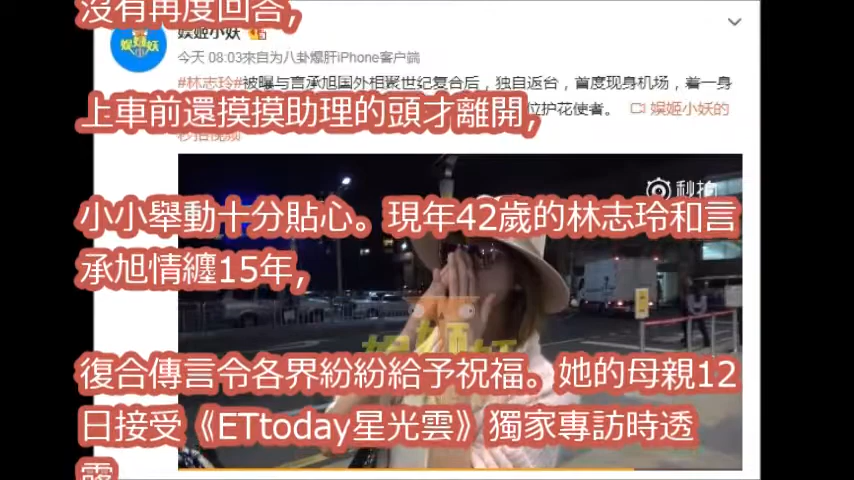 沒有再度回答，
娱姬小妖
今天 08:03来自为八卦爆肝iPhone客户端
#林志玲#被曝与言承旭国外相聚世纪复合后，独自返台，首度现身机场，着一身
上車前還摸摸助理的頭才離開，
位护花使者。 娱姬小妖的
秒拍视频
秒拍
小小舉動十分貼心。現年42歲的林志玲和言
承旭情纏15年，
娱姬妖
復合傳言令各界紛紛給予祝福。她的母親12
日接受《ETtoday星光雲》獨家專訪時透
露